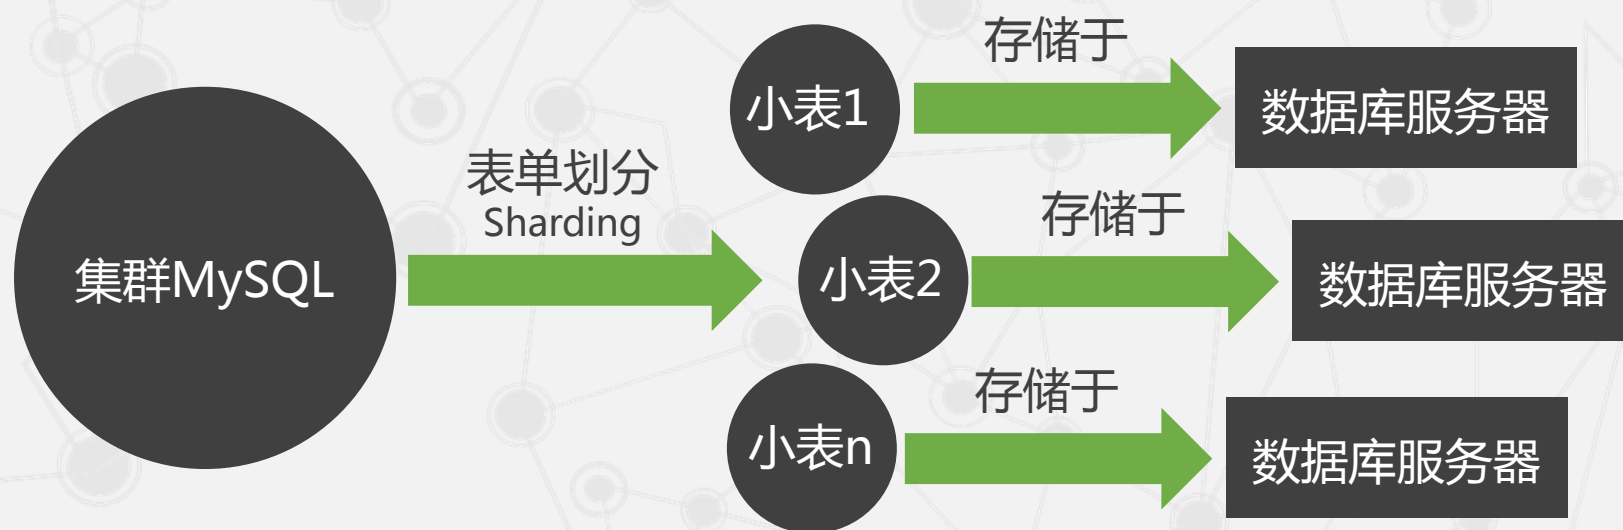 集群MySQL
表单划分
Sharding
小表1
存储于
数据库服务器
小表2
存储于
数据库服务器
小表n
存储于
数据库服务器